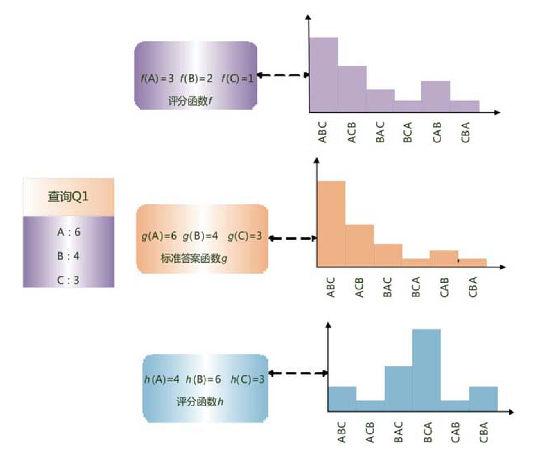 f(A)=3 f(B)=2 f(C)=1
评分函数f
ABC
ACB
BAC
BCA
CAB
CBA
查询Q1
A:6
B:4
C:3
g(A)=6 g(B)=4 g(C)=3
标准答案函数g
ABC
ACB
BAC
BCA
CAB
CBA
h(A)=4 h(B)=6 h(C)=3
评分函数h
ABC
ACB
BAC
BCA
CAB
CBA